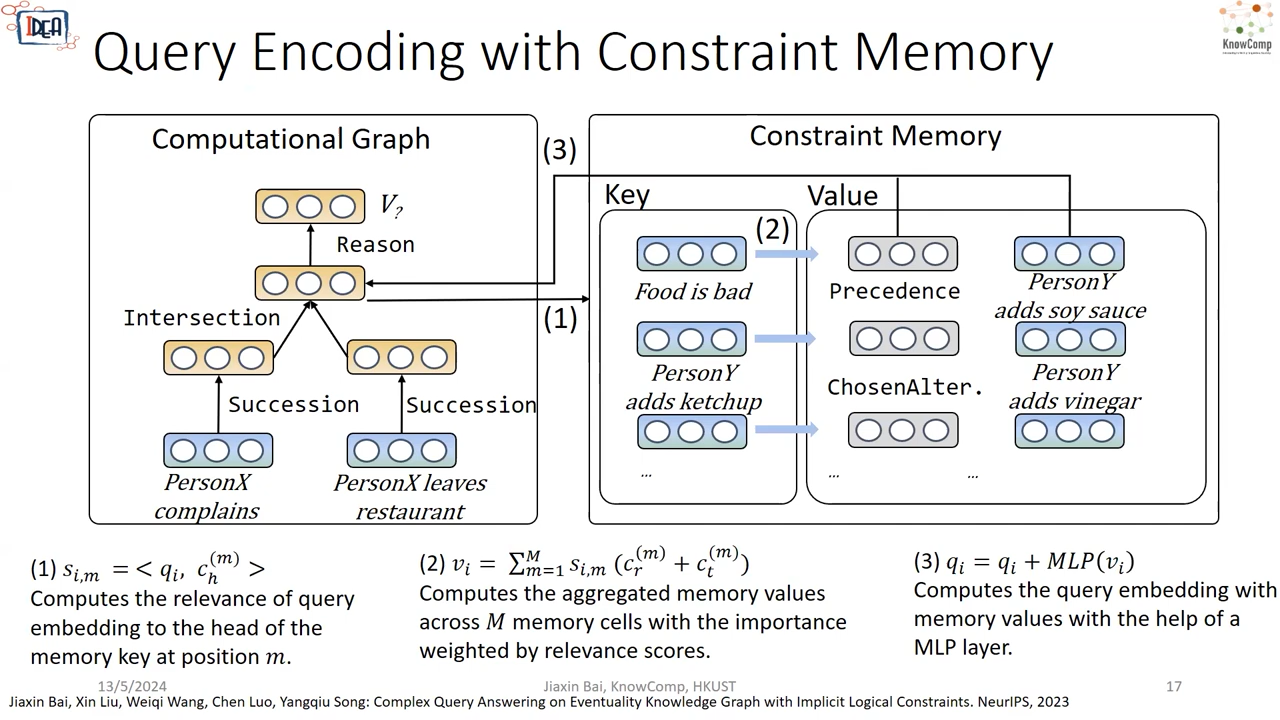 IDEA
KnowComp
Query Encoding with Constraint Memory
Computational Graph
V?
Reason
Intersection
Succession
Succession
PersonX
complains
PersonX leaves
restaurant
(3)
(1)
Constraint Memory
Key
Value
(2)
Food is bad
Precedence
PersonY
adds soy sauce
PersonY
adds ketchup
ChosenAlter.
PersonY
adds vinegar
...
...
...
(1) s_{i,m} = < q_i, c_h^{(m)} >
Computes the relevance of query
embedding to the head of the
memory key at position m.
(2) v_i = ∑_{m=1}^{M} s_{i,m} (c_r^{(m)} + c_t^{(m)})
Computes the aggregated memory values
across M memory cells with the importance
weighted by relevance scores.
(3) q_i = q_i + MLP(v_i)
Computes the query embedding with
memory values with the help of a
MLP layer.
13/5/2024
Jiaxin Bai, KnowComp, HKUST
17
Jiaxin Bai, Xin Liu, Weiqi Wang, Chen Luo, Yangqiu Song: Complex Query Answering on Eventuality Knowledge Graph with Implicit Logical Constraints. NeurIPS, 2023